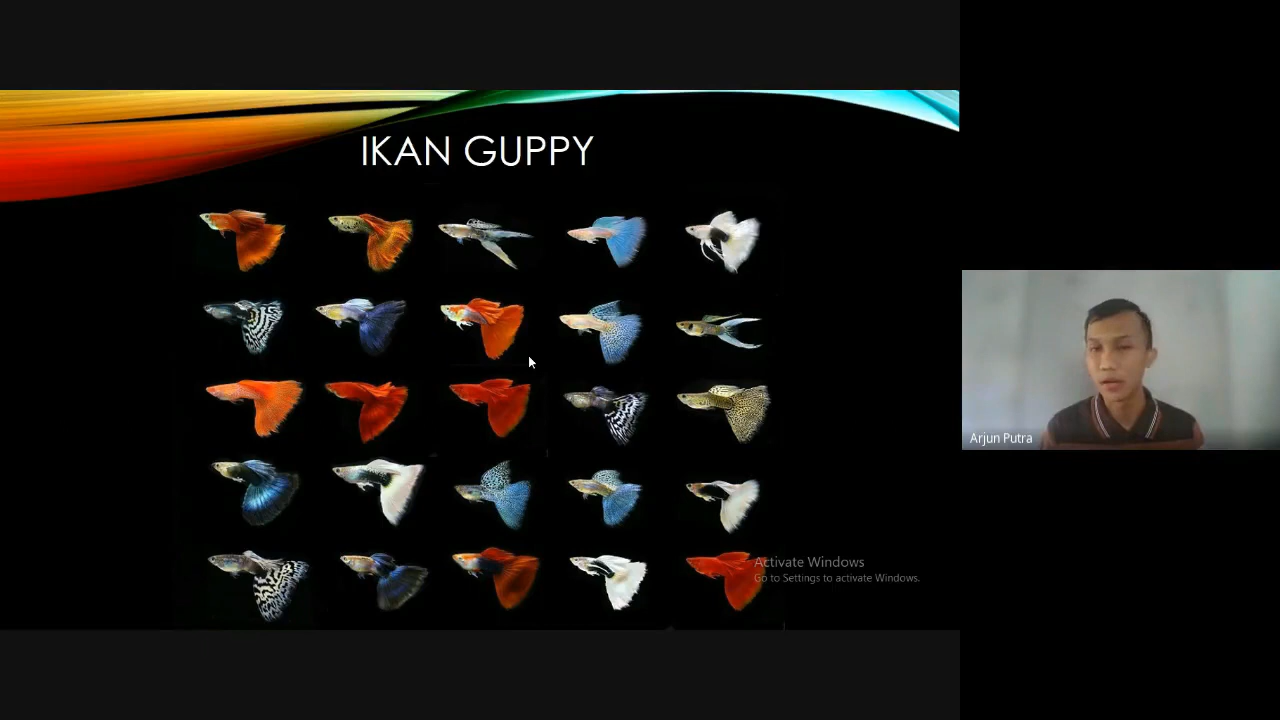 IKAN GUPPY
Activate Windows
Go to Settings to activate Windows.
Arjun Putra